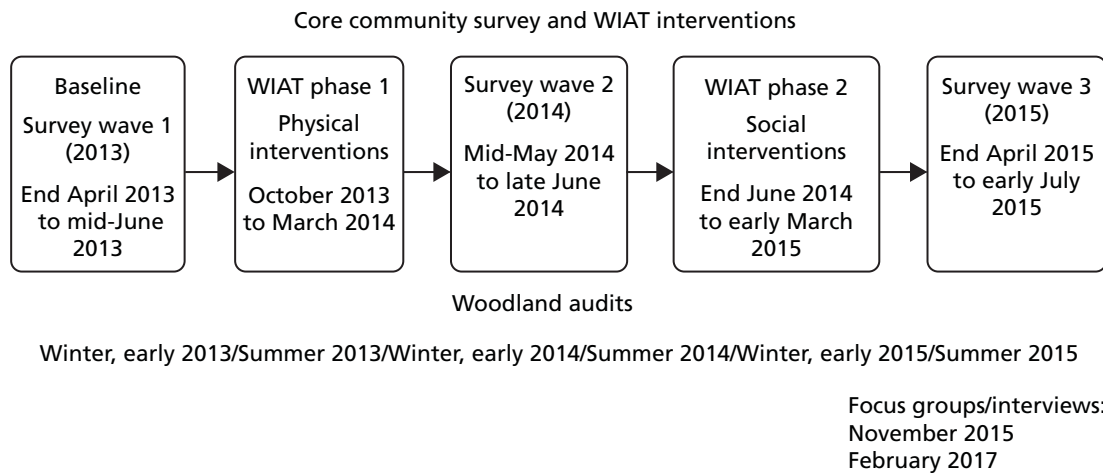 Core community survey and WIAT interventions
Baseline
Survey wave 1
(2013)
End April 2013
to mid-June
2013
WIAT phase 1
Physical
interventions
October 2013
to March 2014
Survey wave 2
(2014)
Mid-May 2014
to late June
2014
WIAT phase 2
Social
interventions
End June 2014
to early March
2015
Survey wave 3
(2015)
End April 2015
to early July
2015
Woodland audits
Winter, early 2013/Summer 2013/Winter, early 2014/Summer 2014/Winter, early 2015/Summer 2015
Focus groups/interviews:
November 2015
February 2017